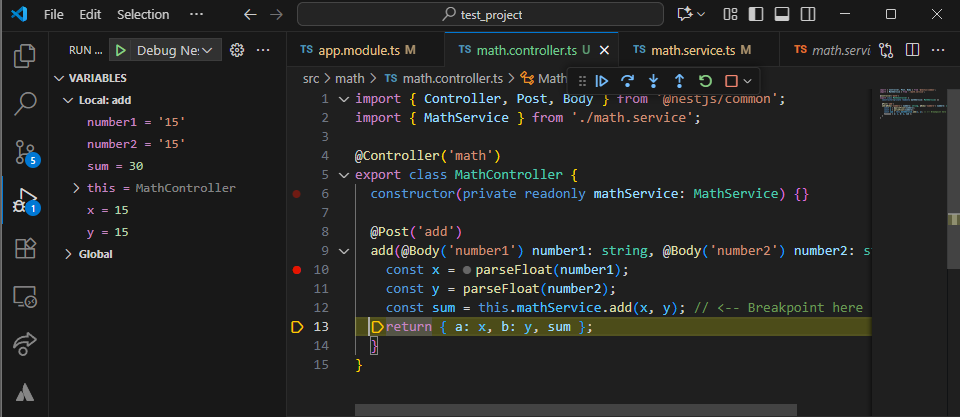 File Edit Selection ··· test_project
RUN ... Debug Nes ···
VARIABLES
Local: add
number1 = '15'
number2 = '15'
sum = 30
this = MathController
x = 15
y = 15
Global
5
1
TS app.module.ts TS math.controller.ts U TS math.service.ts TS math.servi ···
src > math > TS math.controller.ts > Math
1 import { Controller, Post, Body } from '@nestjs/common';
2 import { MathService } from './math.service';
3
4 @Controller('math')
5 export class MathController {
6 constructor(private readonly mathService: MathService) {}
7
8 @Post('add')
9 add(@Body('number1') number1: string, @Body('number2') number2: st
10 const x = parseFloat(number1);
11 const y = parseFloat(number2);
12 const sum = this.mathService.add(x, y); // <-- Breakpoint here
13 return { a: x, b: y, sum };
14 }
15 }